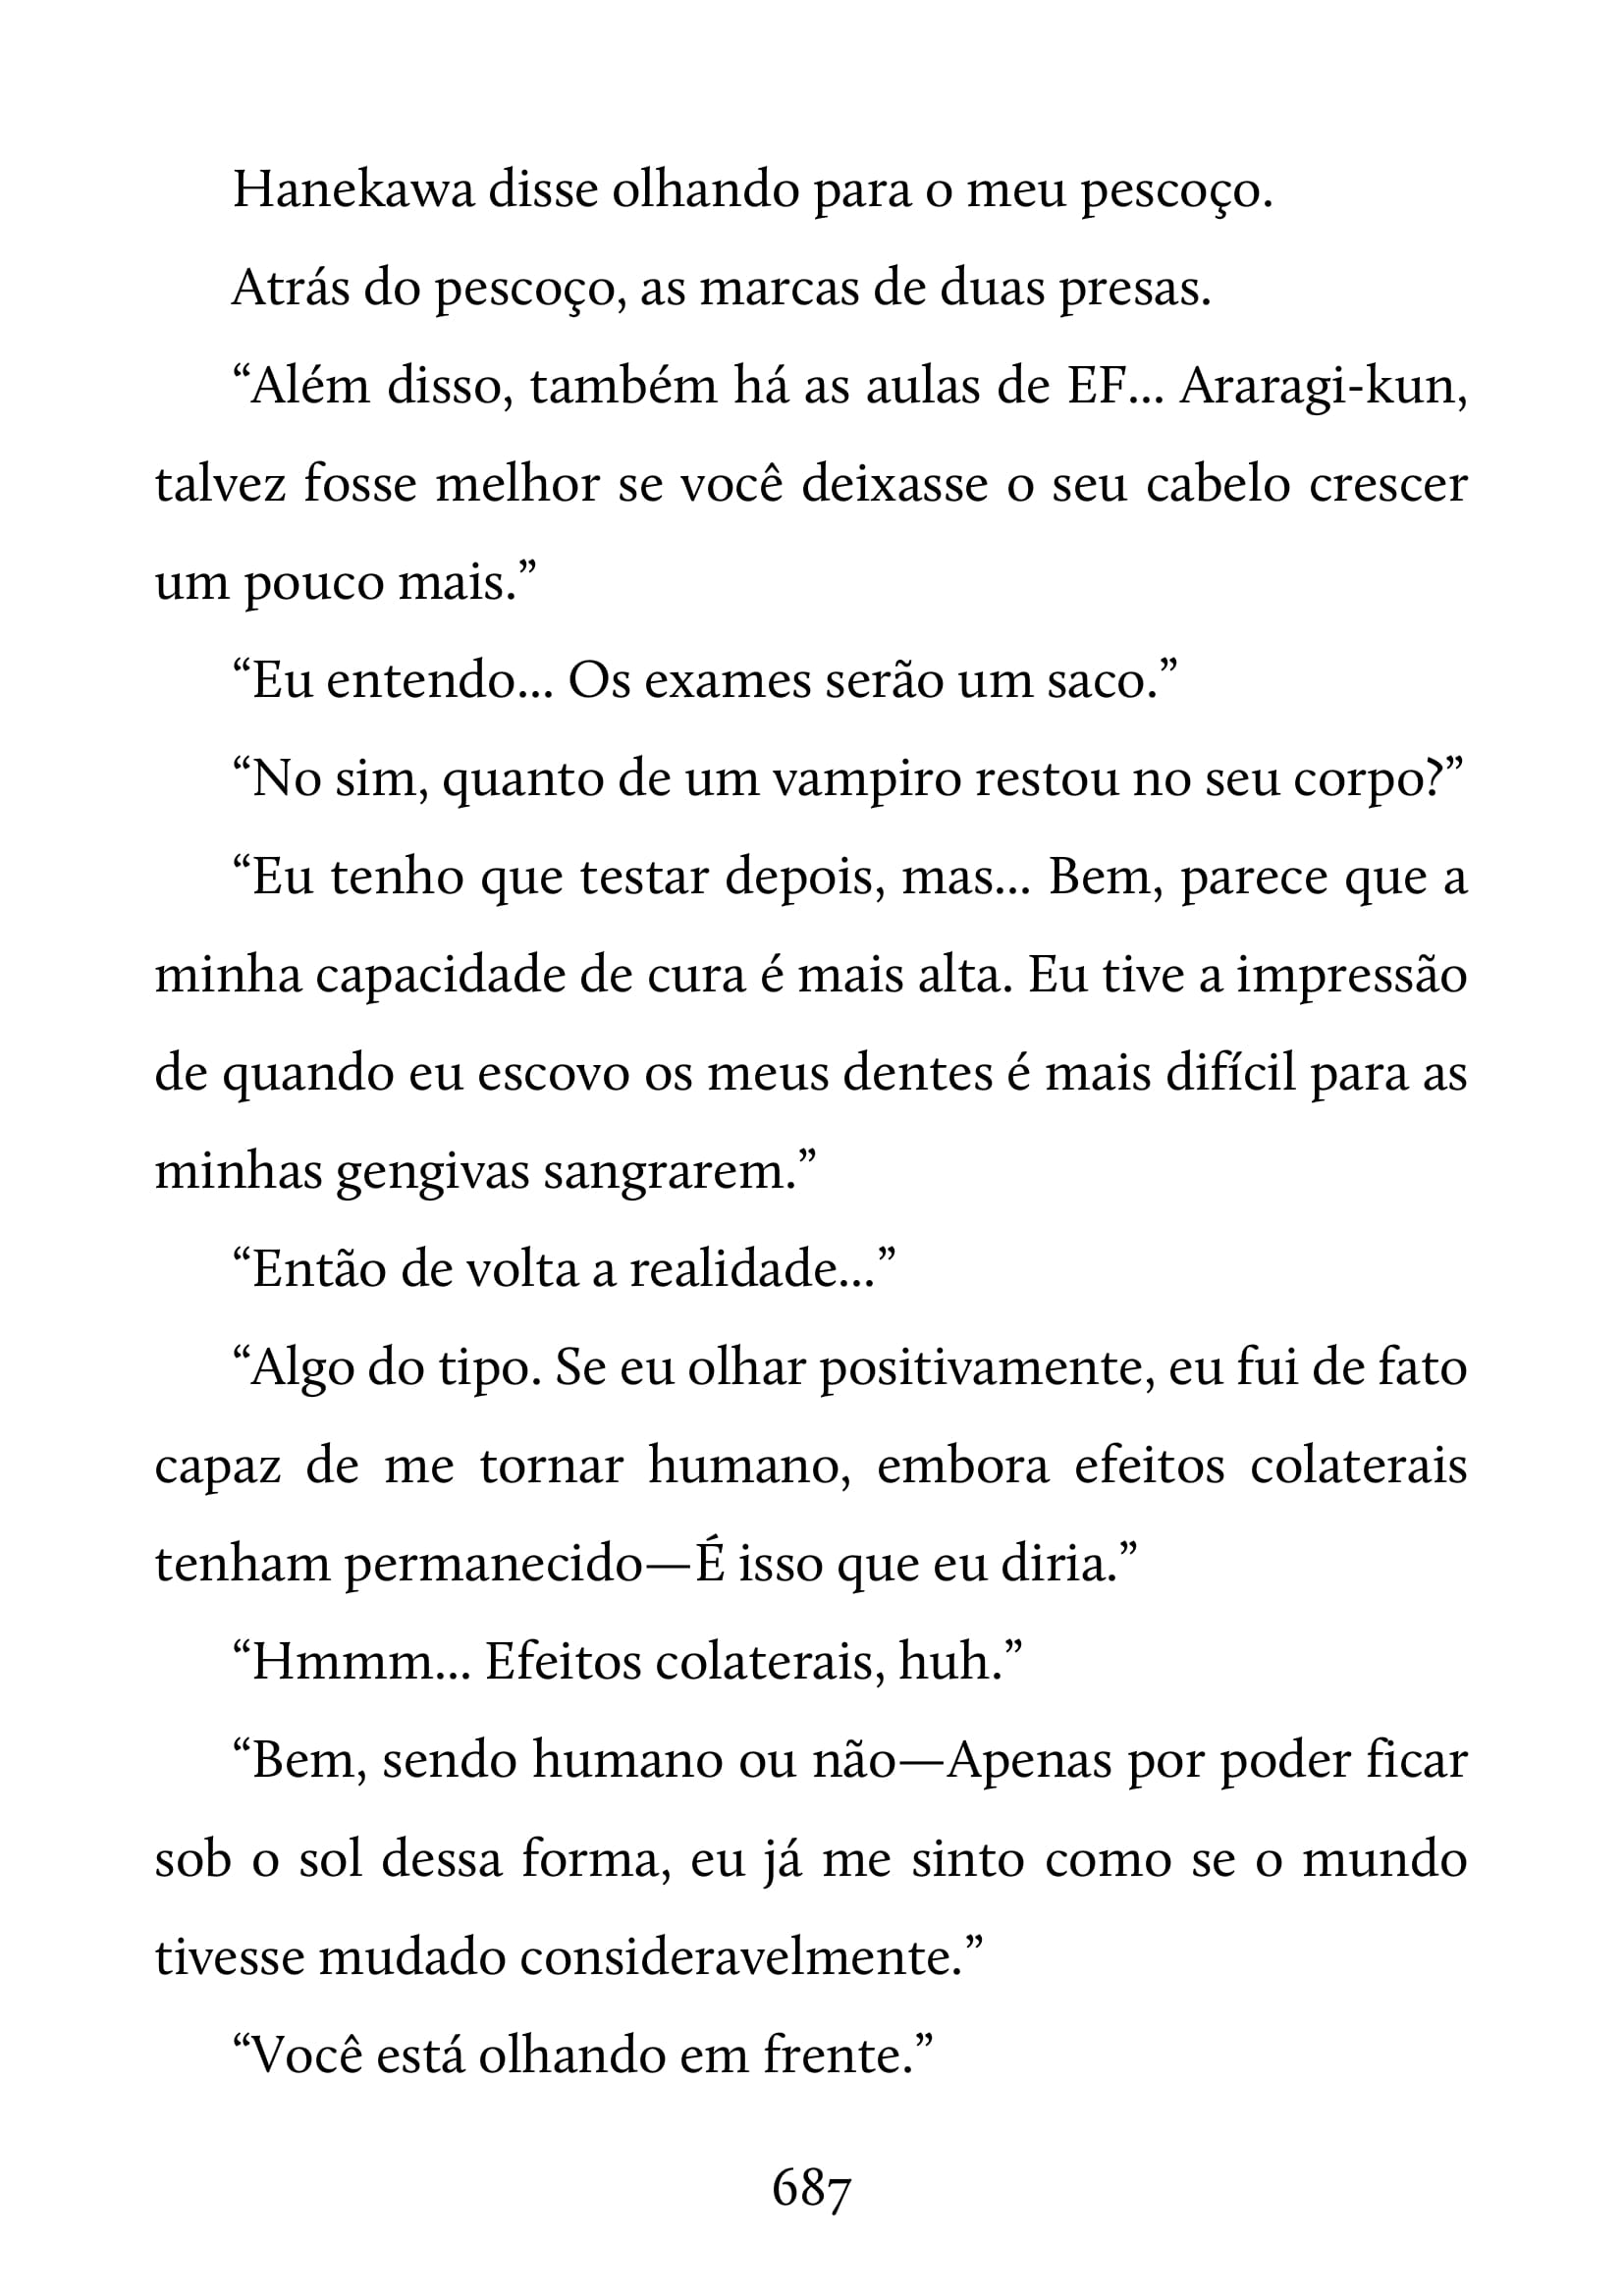 Hanekawa disse olhando para o meu pescoço.
Atrás do pescoço, as marcas de duas presas.
“Além disso, também há as aulas de EF... Araragi-kun,
talvez fosse melhor se você deixasse o seu cabelo crescer
um pouco mais.”
“Eu entendo... Os exames serão um saco.”
“No sim, quanto de um vampiro restou no seu corpo?”
“Eu tenho que testar depois, mas... Bem, parece que a
minha capacidade de cura é mais alta. Eu tive a impressão
de quando eu escovo os meus dentes é mais difícil para as
minhas gengivas sangrarem.”
“Então de volta a realidade...”
“Algo do tipo. Se eu olhar positivamente, eu fui de fato
capaz de me tornar humano, embora efeitos colaterais
tenham permanecido—É isso que eu diria.”
“Hmmm... Efeitos colaterais, huh.”
“Bem, sendo humano ou não—Apenas por poder ficar
sob o sol dessa forma, eu já me sinto como se o mundo
tivesse mudado consideravelmente.”
“Você está olhando em frente.”
687